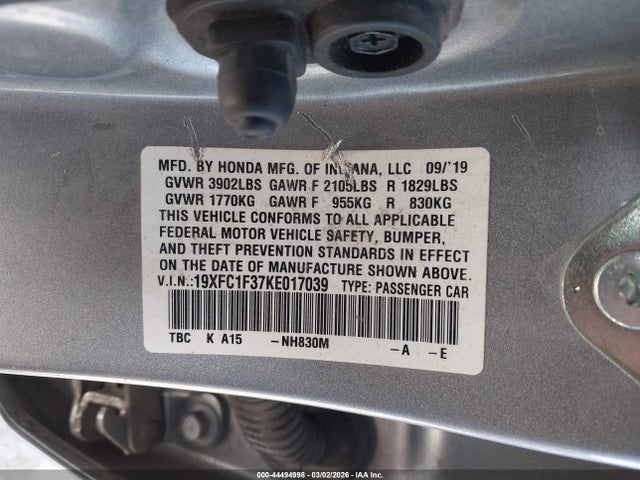 MFD. BY HONDA MFG. OF INDIANA, LLC 09/'19
GVWR 3902LBS GAWR F 2105LBS R 1829LBS
GVWR 1770KG GAWR F 955KG R 830KG
THIS VEHICLE CONFORMS TO ALL APPLICABLE
FEDERAL MOTOR VEHICLE SAFETY, BUMPER,
AND THEFT PREVENTION STANDARDS IN EFFECT
ON THE DATE OF MANUFACTURE SHOWN ABOVE.
V.I.N.: 19XFC1F37KE017039 TYPE: PASSENGER CAR
TBC K A15 -NH830M -A -E
000-44494998 - 03/02/2026 - IAA Inc.